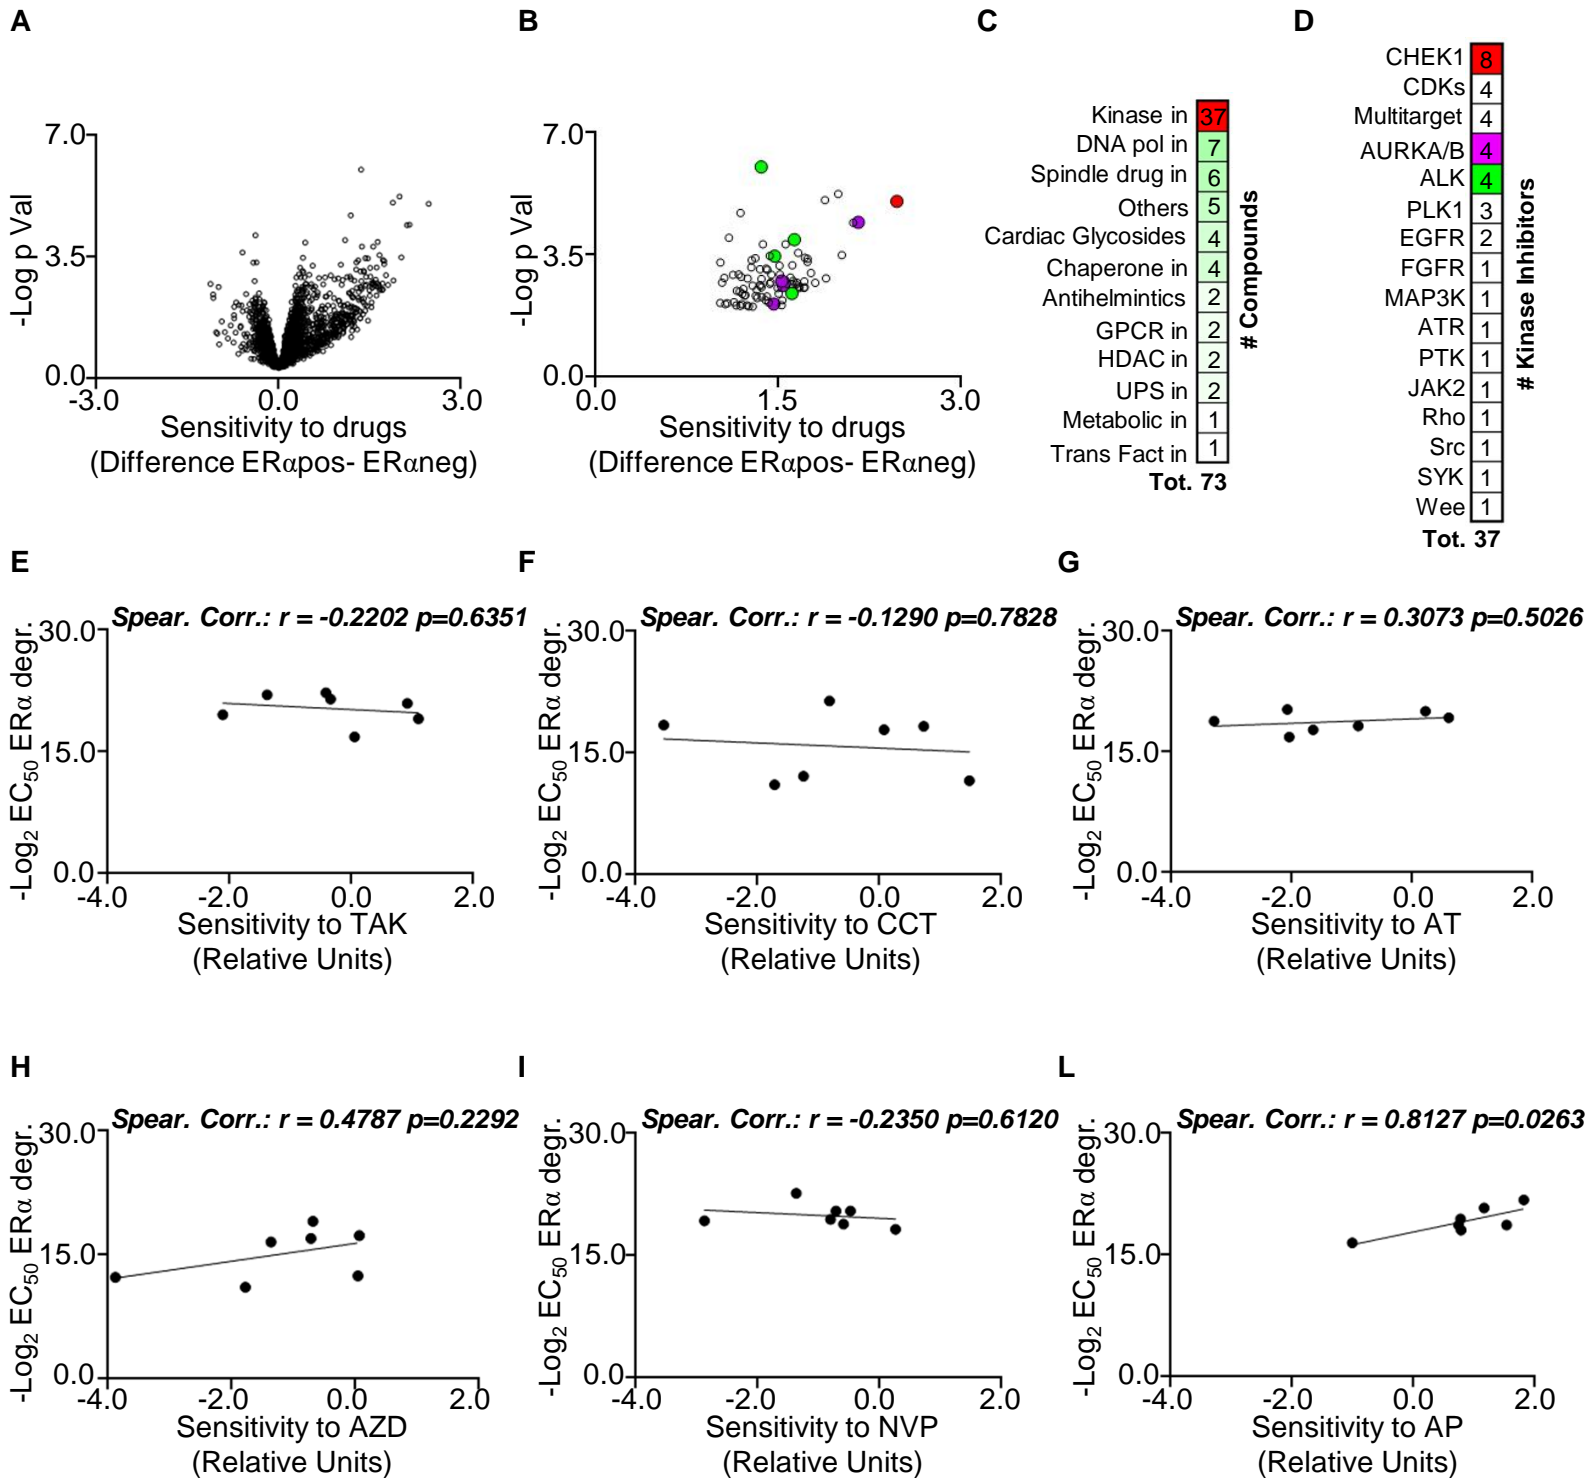 A
B
C
D
7.0
3.5
0.0
-3.0
0.0
3.0
-Log p Val
Sensitivity to drugs
(Difference ERαpos- ERαneg)
7.0
3.5
0.0
0.0
1.5
3.0
-Log p Val
Sensitivity to drugs
(Difference ERαpos- ERαneg)
Kinase in 37
DNA pol in 7
Spindle drug in 6
Others 5
Cardiac Glycosides 4
Chaperone in 4
Antihelmintics 2
GPCR in 2
HDAC in 2
UPS in 2
Metabolic in 1
Trans Fact in 1
Tot. 73
# Compounds
CHEK1 8
CDKs 4
Multitarget 4
AURKA/B 4
ALK 4
PLK1 3
EGFR 2
FGFR 1
MAP3K 1
ATR 1
PTK 1
JAK2 1
Rho 1
Src 1
SYK 1
Wee 1
Tot. 37
# Kinase Inhibitors
E
Spear. Corr.: r = -0.2202 p=0.6351
30.0
15.0
0.0
-4.0
-2.0
0.0
2.0
-Log₂ EC₅₀ ERα degr.
Sensitivity to TAK
(Relative Units)
F
Spear. Corr.: r = -0.1290 p=0.7828
30.0
15.0
0.0
-4.0
-2.0
0.0
2.0
-Log₂ EC₅₀ ERα degr.
Sensitivity to CCT
(Relative Units)
G
Spear. Corr.: r = 0.3073 p=0.5026
30.0
15.0
0.0
-4.0
-2.0
0.0
2.0
-Log₂ EC₅₀ ERα degr.
Sensitivity to AT
(Relative Units)
H
Spear. Corr.: r = 0.4787 p=0.2292
30.0
15.0
0.0
-4.0
-2.0
0.0
2.0
-Log₂ EC₅₀ ERα degr.
Sensitivity to AZD
(Relative Units)
I
Spear. Corr.: r = -0.2350 p=0.6120
30.0
15.0
0.0
-4.0
-2.0
0.0
2.0
-Log₂ EC₅₀ ERα degr.
Sensitivity to NVP
(Relative Units)
L
Spear. Corr.: r = 0.8127 p=0.0263
30.0
15.0
0.0
-4.0
-2.0
0.0
2.0
-Log₂ EC₅₀ ERα degr.
Sensitivity to AP
(Relative Units)